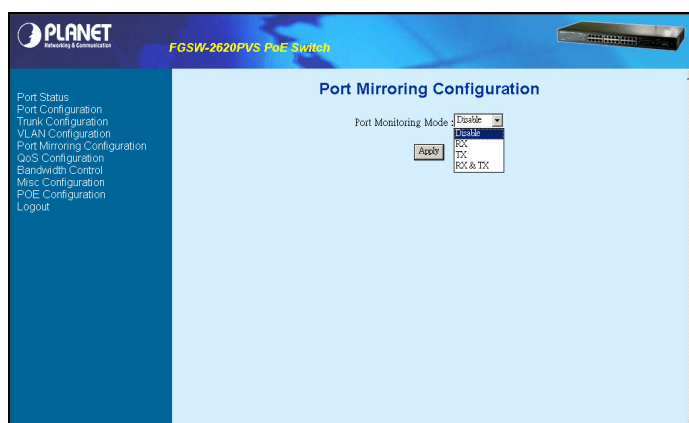 PLANET
Networking & Communication
FGSW-2620PVS PoE Switch
Port Status
Port Configuration
Trunk Configuration
VLAN Configuration
Port Mirroring Configuration
QoS Configuration
Bandwidth Control
Misc Configuration
POE Configuration
Logout
Port Mirroring Configuration
Port Monitoring Mode : Disable
Disable
RX
TX
RX & TX
Apply